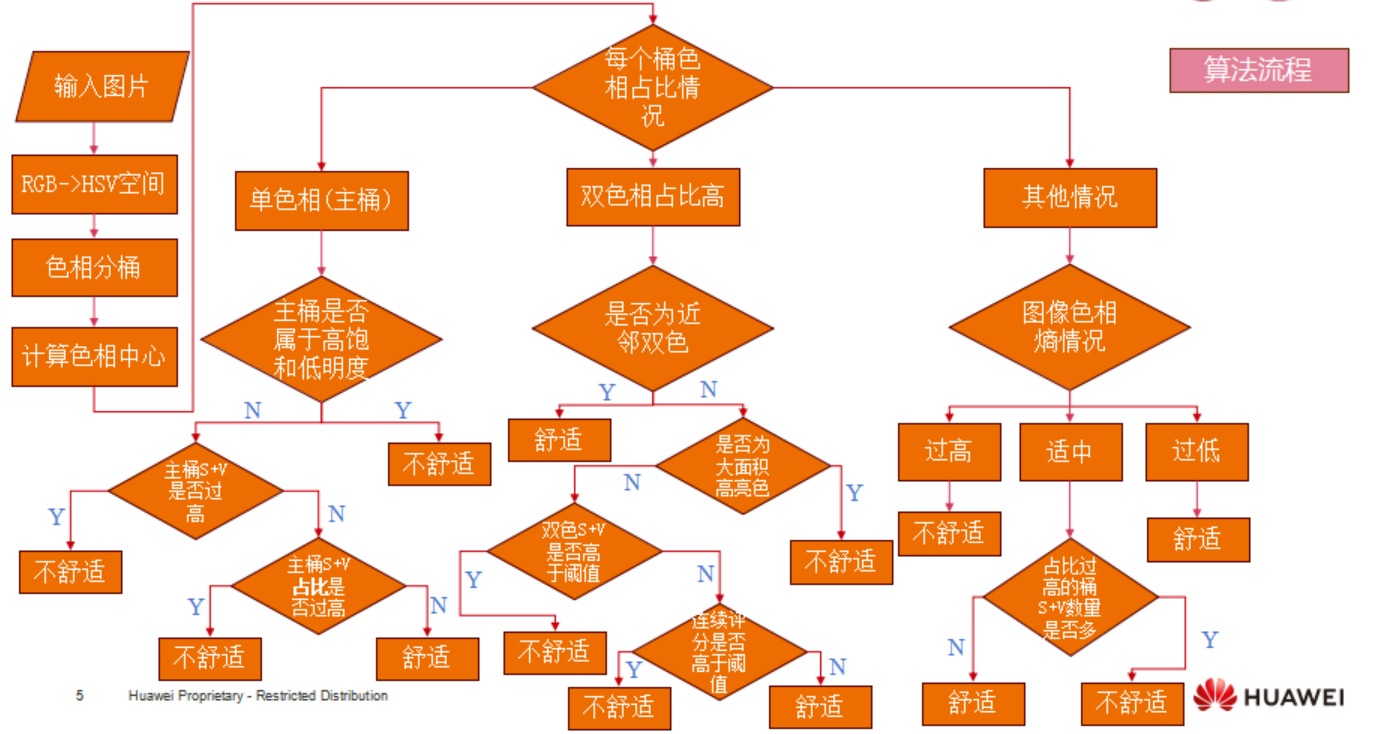 算法流程
输入图片
RGB->HSV空间
色相分桶
计算色相中心
每个桶色
相占比情
况
单色相(主桶)
主桶是否
属于高饱
和低明度
N
Y
不舒适
主桶S+V
是否过
高
Y
N
不舒适
主桶S+V
占比是
否过高
Y
N
不舒适
舒适
双色相占比高
是否为近
邻双色
Y
N
舒适
是否为
大面积
高亮色
N
Y
不舒适
双色S+V
是否高
于阈值
Y
N
不舒适
连续评
分是否
高于阈
值
Y
N
不舒适
舒适
其他情况
图像色相
熵情况
过高
适中
过低
不舒适
舒适
占比过
高的桶
S+V数量
是否多
N
Y
舒适
不舒适
5
Huawei Proprietary - Restricted Distribution
HUAWEI